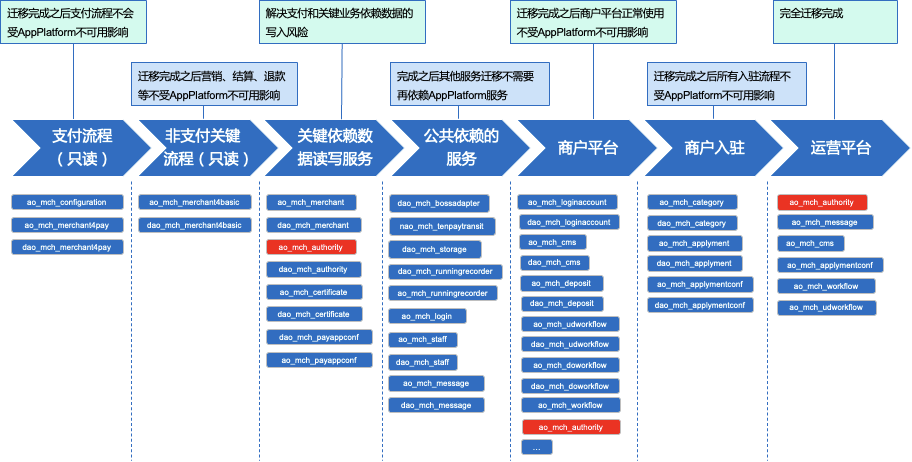 迁移完成之后支付流程不会
受AppPlatform不可用影响
解决支付和关键业务依赖数据的
写入风险
迁移完成之后商户平台正常使用
不受AppPlatform不可用影响
完全迁移完成
迁移完成之后营销、结算、退款
等不受AppPlatform不可用影响
完成之后其他服务迁移不需要
再依赖AppPlatform服务
迁移完成之后所有入驻流程不
受AppPlatform不可用影响
支付流程
（只读）
非支付关键
流程（只读）
关键依赖数
据读写服务
公共依赖的
服务
商户平台
商户入驻
运营平台
ao_mch_configuration
ao_mch_merchant4pay
dao_mch_merchant4pay
ao_mch_merchant4basic
dao_mch_merchant4basic
ao_mch_merchant
dao_mch_merchant
ao_mch_authority
dao_mch_authority
ao_mch_certificate
dao_mch_certificate
dao_mch_payappconf
ao_mch_payappconf
dao_mch_bossadapter
nao_mch_tenpaytransit
dao_mch_storage
dao_mch_runningrecorder
ao_mch_runningrecorder
ao_mch_login
ao_mch_staff
dao_mch_staff
ao_mch_message
dao_mch_message
ao_mch_loginaccount
dao_mch_loginaccount
ao_mch_cms
dao_mch_cms
ao_mch_deposit
dao_mch_deposit
ao_mch_udworkflow
dao_mch_udworkflow
ao_mch_doworkflow
dao_mch_doworkflow
ao_mch_workflow
ao_mch_authority
...
ao_mch_category
dao_mch_category
ao_mch_applyment
dao_mch_applyment
ao_mch_applymentconf
dao_mch_applymentconf
ao_mch_authority
ao_mch_message
ao_mch_cms
ao_mch_applymentconf
ao_mch_workflow
ao_mch_udworkflow